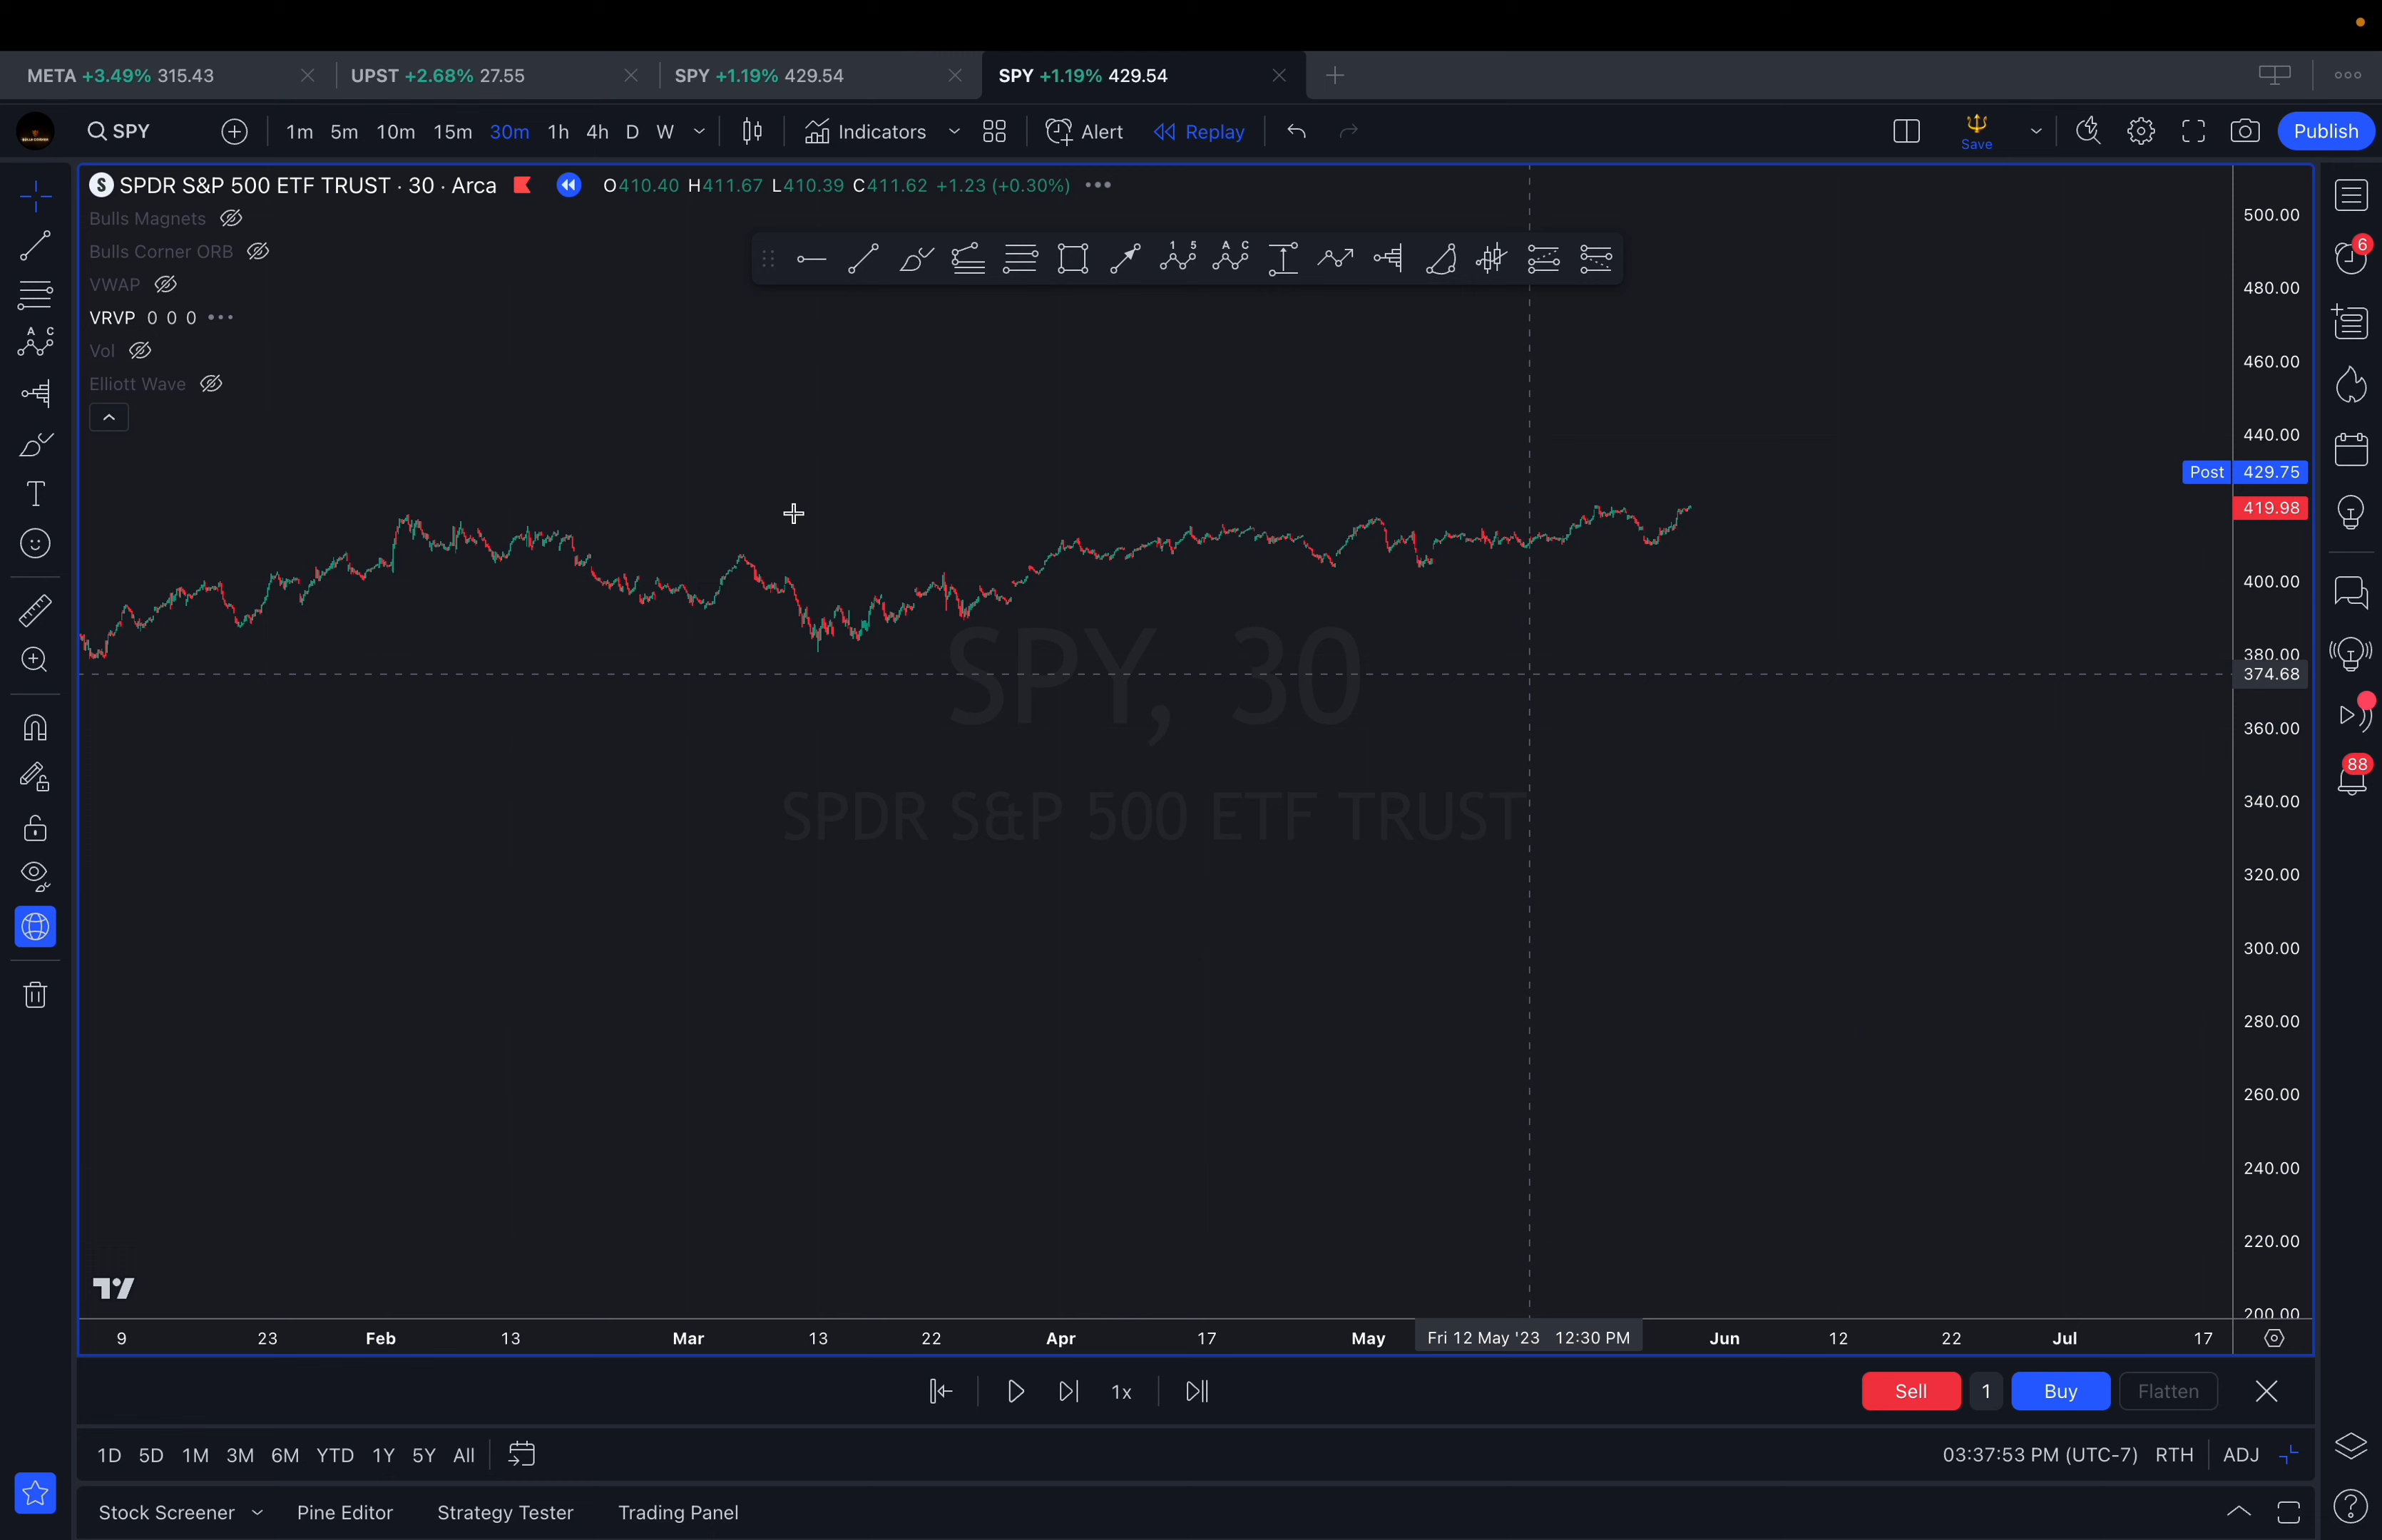 META +3.49% 315.43
UPST +2.68% 27.55
SPY +1.19% 429.54
SPY +1.19% 429.54
SPY
1m 5m 10m 15m 30m 1h 4h D W
Indicators
Alert
Replay
Save
Publish
S SPDR S&P 500 ETF TRUST · 30 · Arca
O410.40 H411.67 L410.39 C411.62 +1.23 (+0.30%)
Bulls Magnets
Bulls Corner ORB
VWAP
VRVP 0 0 0
Vol
Elliott Wave
1 5
A C
A C
T
6
88
500.00
480.00
460.00
440.00
Post 429.75
419.98
400.00
380.00
374.68
360.00
340.00
320.00
300.00
280.00
260.00
240.00
220.00
200.00
SPY, 30
SPDR S&P 500 ETF TRUST
9 23 Feb 13 Mar 13 22 Apr 17 May Fri 12 May '23 12:30 PM Jun 12 22 Jul 17
1x
Sell 1 Buy Flatten
1D 5D 1M 3M 6M YTD 1Y 5Y All
03:37:53 PM (UTC-7) RTH ADJ
Stock Screener Pine Editor Strategy Tester Trading Panel